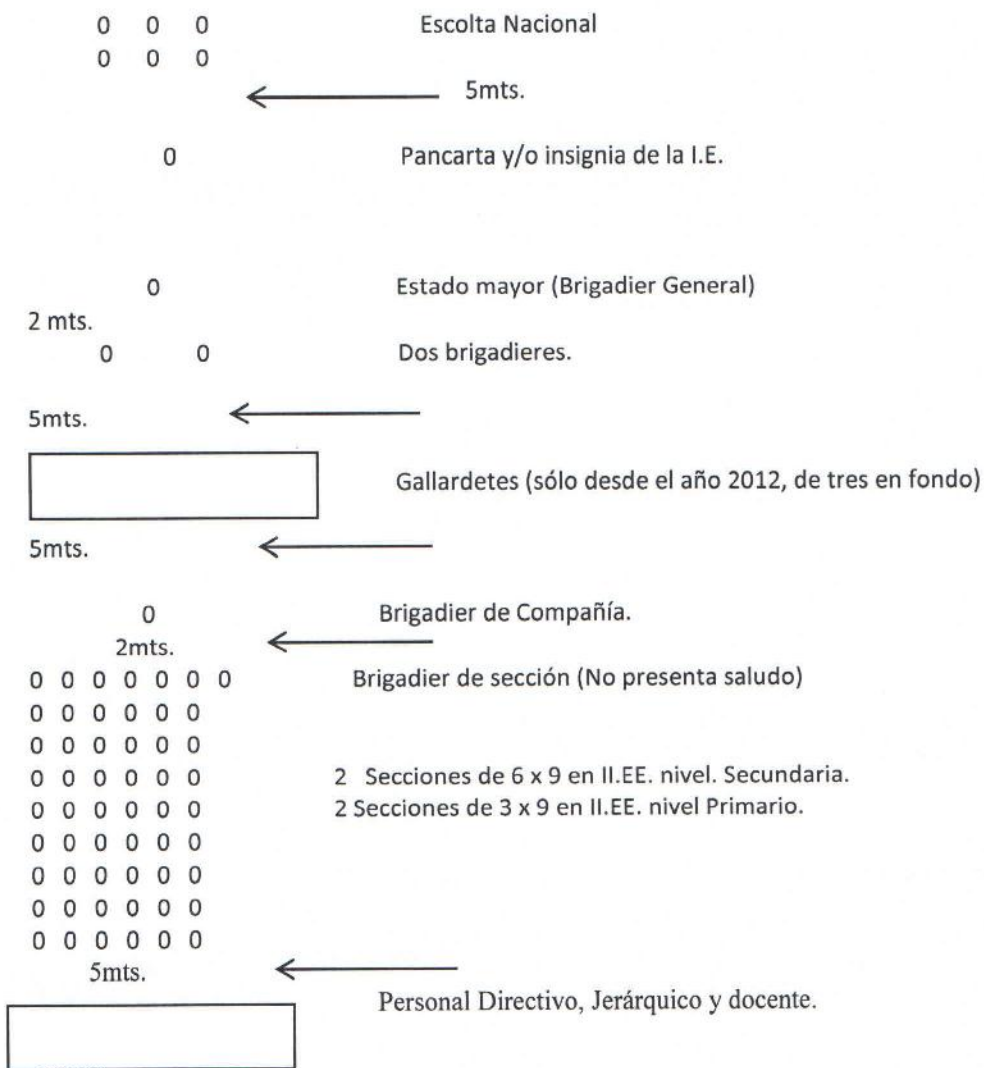 0 0 0 Escolta Nacional
0 0 0
5mts.
0 Pancarta y/o insignia de la I.E.
0 Estado mayor (Brigadier General)
2 mts.
0 0 Dos brigadieres.
5mts.
Gallardetes (sólo desde el año 2012, de tres en fondo)
5mts.
0 Brigadier de Compañía.
2mts.
0 0 0 0 0 0 0 Brigadier de sección (No presenta saludo)
0 0 0 0 0 0
0 0 0 0 0 0
0 0 0 0 0 0 2 Secciones de 6 x 9 en II.EE. nivel. Secundaria.
0 0 0 0 0 0 2 Secciones de 3 x 9 en II.EE. nivel Primario.
0 0 0 0 0 0
0 0 0 0 0 0
0 0 0 0 0 0
0 0 0 0 0 0
5mts.
Personal Directivo, Jerárquico y docente.